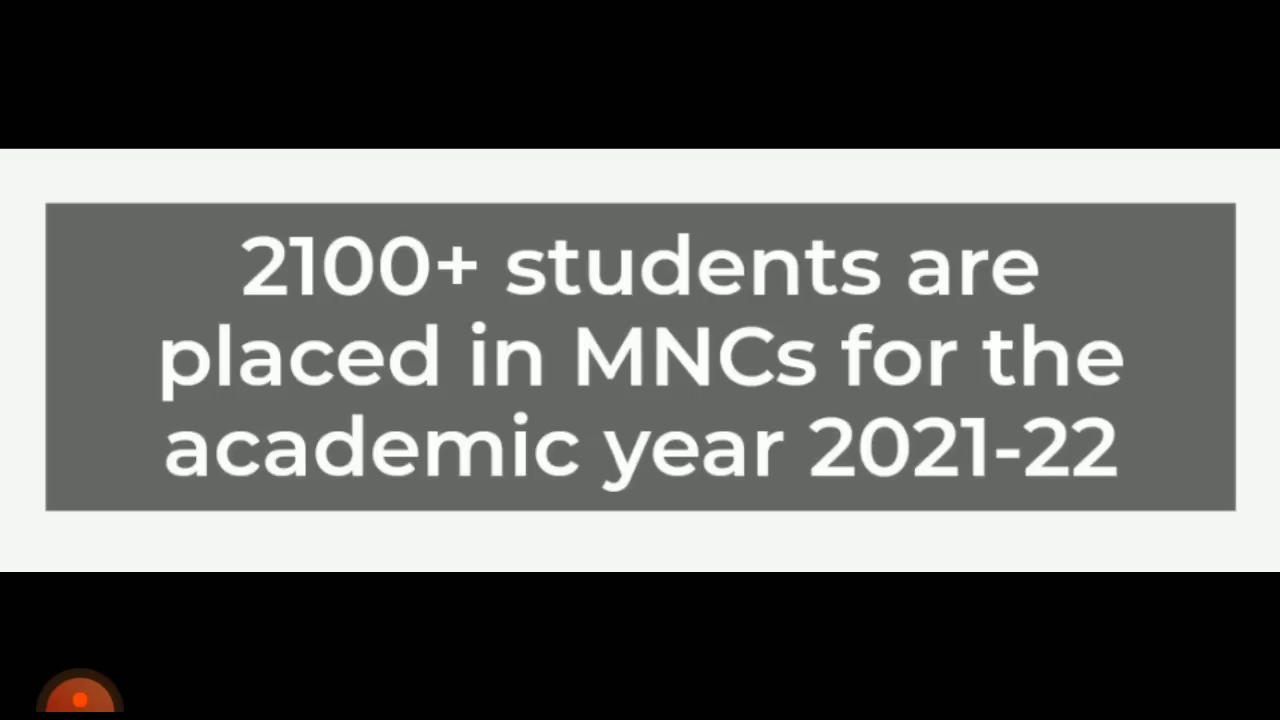 2100+ students are
placed in MNCs for the
academic year 2021-22